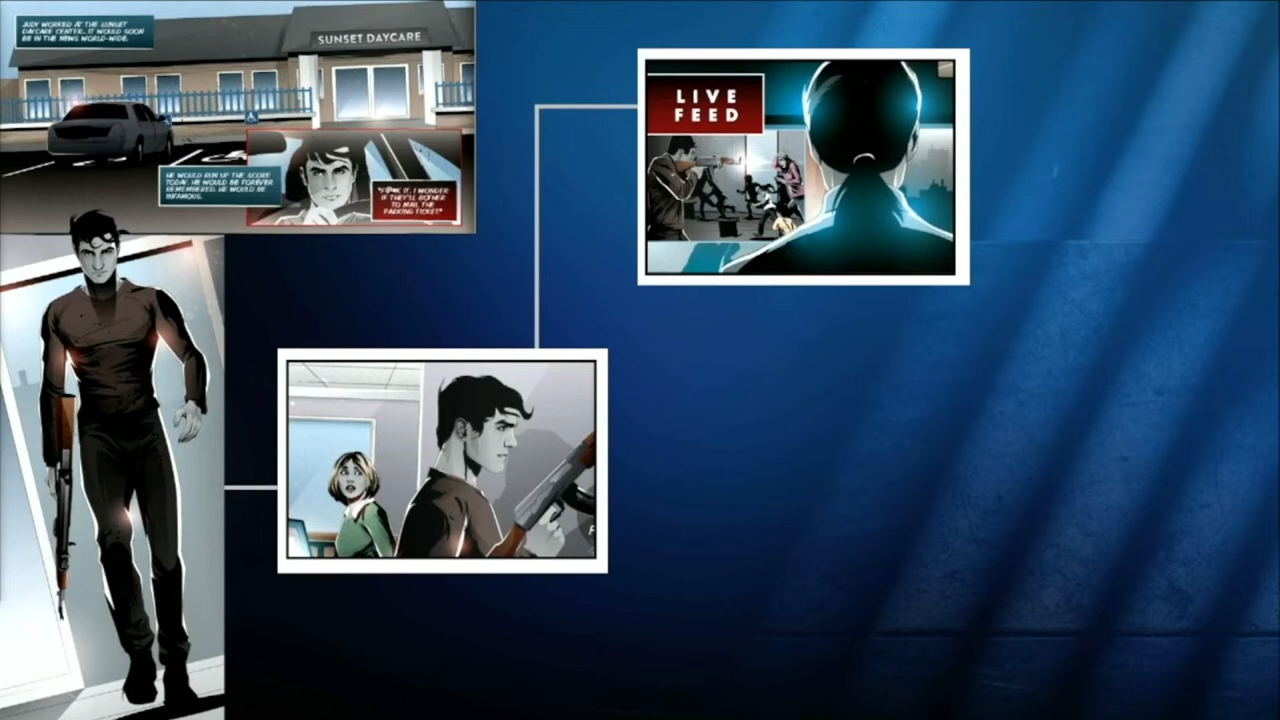 JUDY WORKED AT THE SUNSET
DAYCARE CENTER. IT WOULD SOON
BE IN THE NEWS WORLD-WIDE.
SUNSET DAYCARE
HE WOULD RUN UP THE SCORE
TODAY. HE WOULD BE FOREVER
REMEMBERED. HE WOULD BE
INFAMOUS.
"F@*K IT. I WONDER
IF THEY'LL BOTHER
TO MAIL THE
PARKING TICKET."
LIVE
FEED